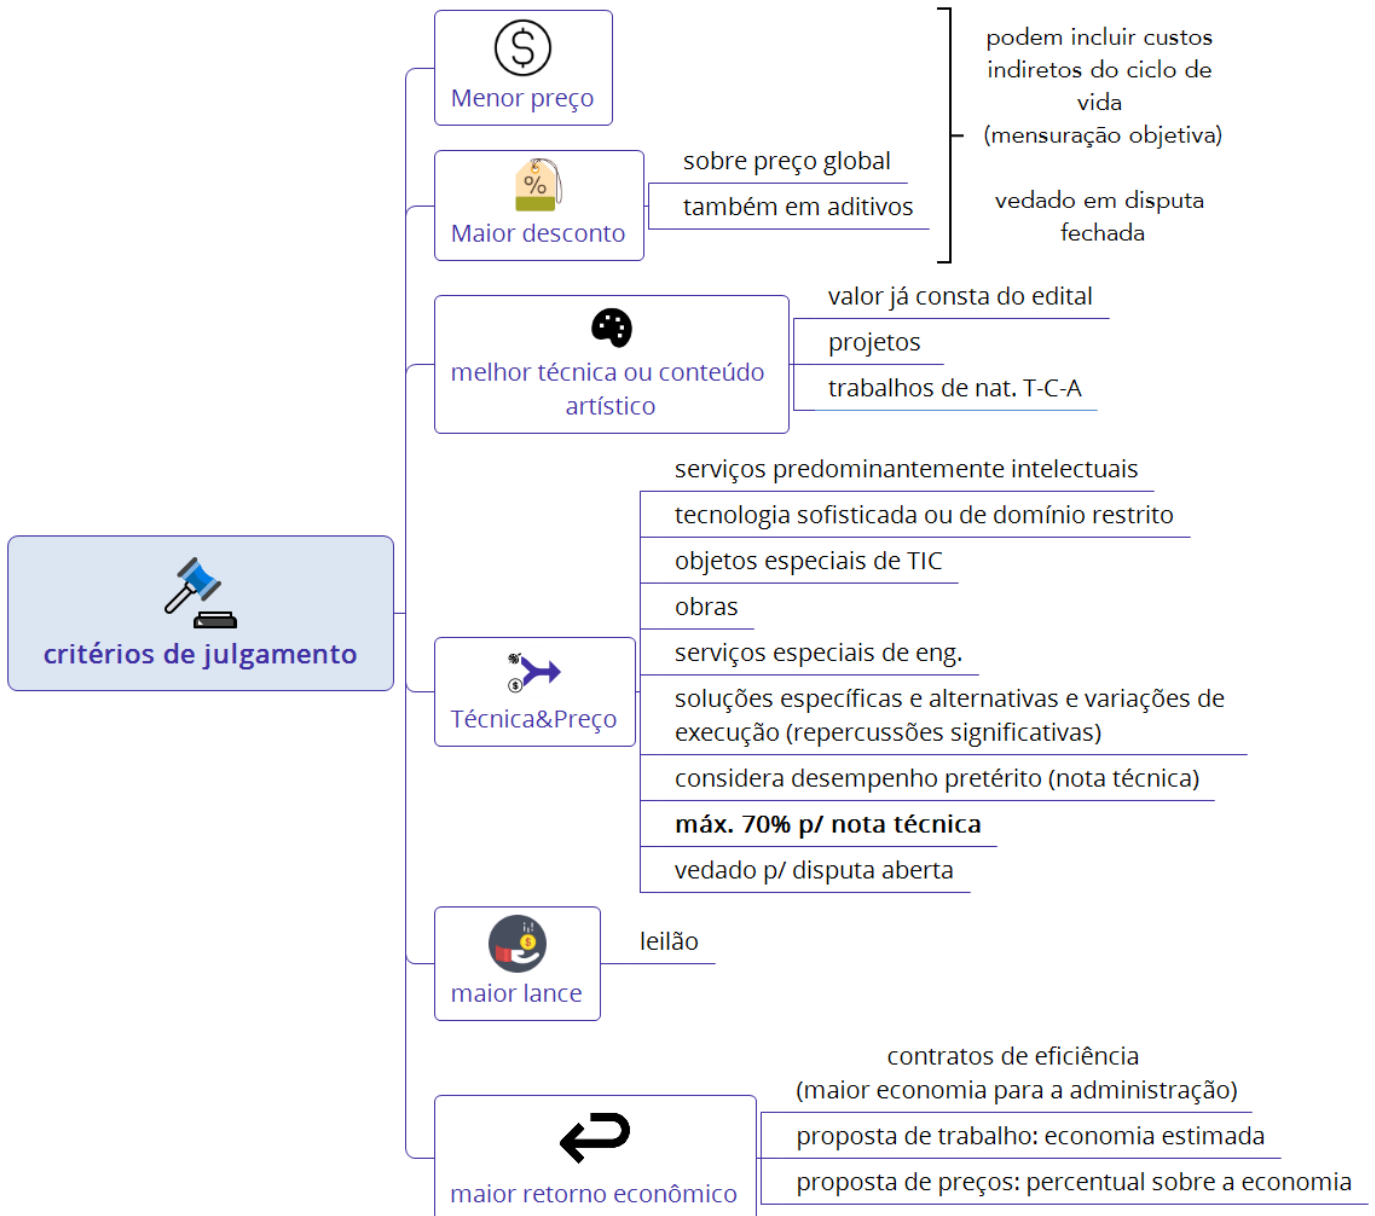 $
Menor preço
podem incluir custos
indiretos do ciclo de
vida
(mensuração objetiva)
vedado em disputa
fechada
%
Maior desconto
sobre preço global
também em aditivos
melhor técnica ou conteúdo
artístico
valor já consta do edital
projetos
trabalhos de nat. T-C-A
critérios de julgamento
$
Técnica&Preço
serviços predominantemente intelectuais
tecnologia sofisticada ou de domínio restrito
objetos especiais de TIC
obras
serviços especiais de eng.
soluções específicas e alternativas e variações de
execução (repercussões significativas)
considera desempenho pretérito (nota técnica)
máx. 70% p/ nota técnica
vedado p/ disputa aberta
$
maior lance
leilão
maior retorno econômico
contratos de eficiência
(maior economia para a administração)
proposta de trabalho: economia estimada
proposta de preços: percentual sobre a economia